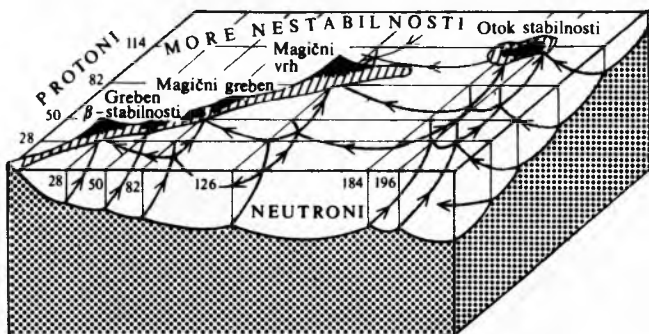 MORE NESTABILNOSTI
Otok stabilnosti
PROTONI
114
Magični
vrh
82
Magični greben
50
Greben
β-stabilnosti
28
28
50
82
126
184
196
NEUTRONI